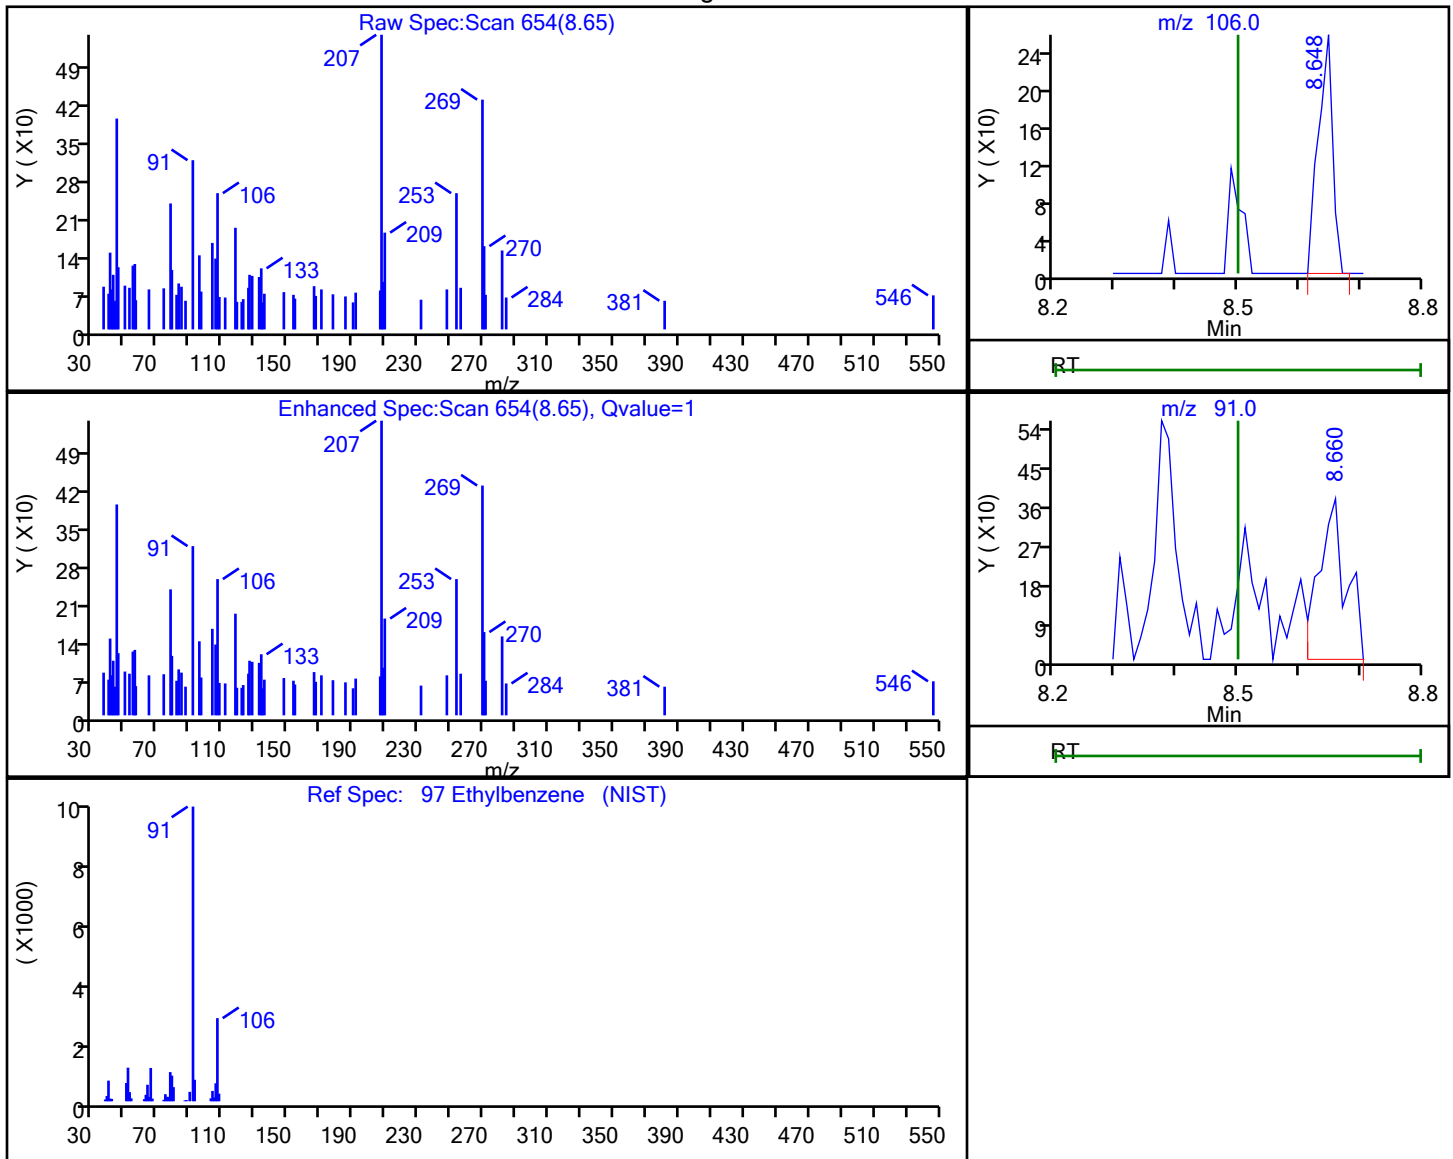 Raw Spec:Scan 654(8.65)
Y ( X10)
49
42
35
28
21
14
7
0
207
269
91
106
253
209
270
133
284
381
546
30 70 110 150 190 230 270 310 350 390 430 470 510 550
m/z
m/z 106.0
Y ( X10)
24
20
16
12
8
4
0
8.648
8.2 8.5 8.8
Min
RT
Enhanced Spec:Scan 654(8.65), Qvalue=1
Y ( X10)
49
42
35
28
21
14
7
0
207
269
91
106
253
209
270
133
284
381
546
30 70 110 150 190 230 270 310 350 390 430 470 510 550
m/z
m/z 91.0
Y ( X10)
54
45
36
27
18
9
0
8.660
8.2 8.5 8.8
Min
RT
Ref Spec: 97 Ethylbenzene (NIST)
( X1000)
10
8
6
4
2
0
91
106
30 70 110 150 190 230 270 310 350 390 430 470 510 550